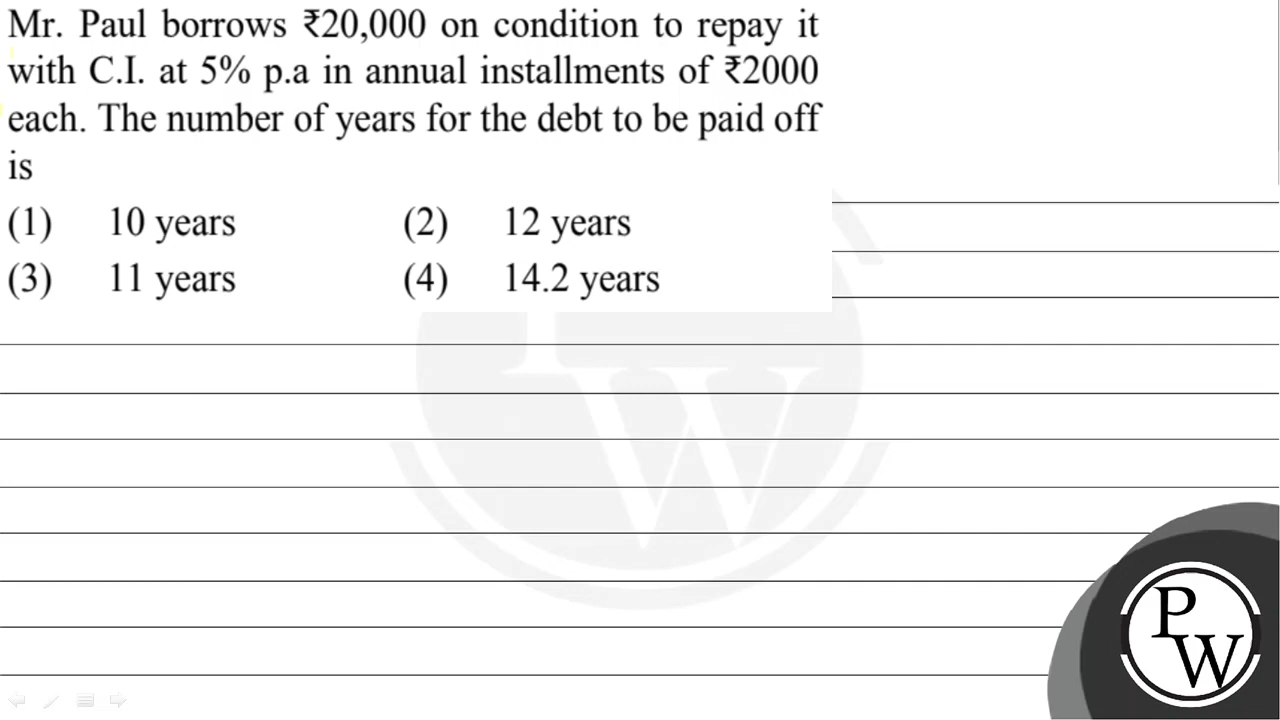 Mr. Paul borrows ₹20,000 on condition to repay it
with C.I. at 5% p.a in annual installments of ₹2000
each. The number of years for the debt to be paid off
is
(1) 10 years (2) 12 years
(3) 11 years (4) 14.2 years
P
W